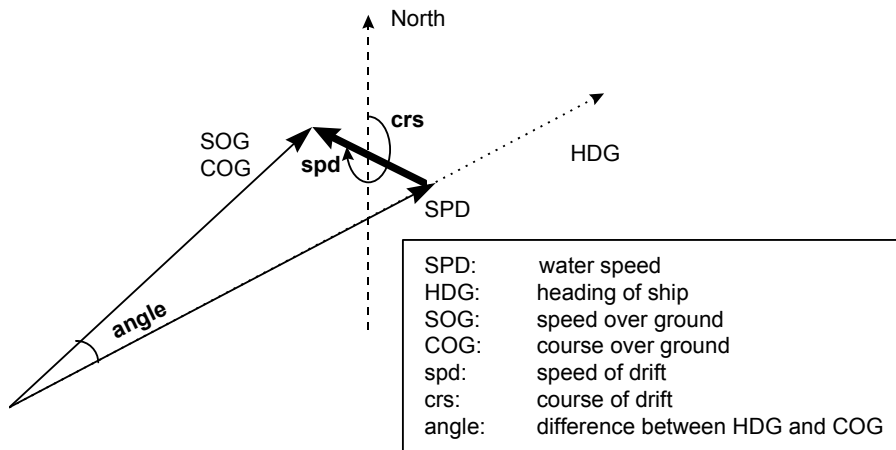 North
crs
SOG
COG
spd
HDG
SPD
angle
SPD: water speed
HDG: heading of ship
SOG: speed over ground
COG: course over ground
spd: speed of drift
crs: course of drift
angle: difference between HDG and COG